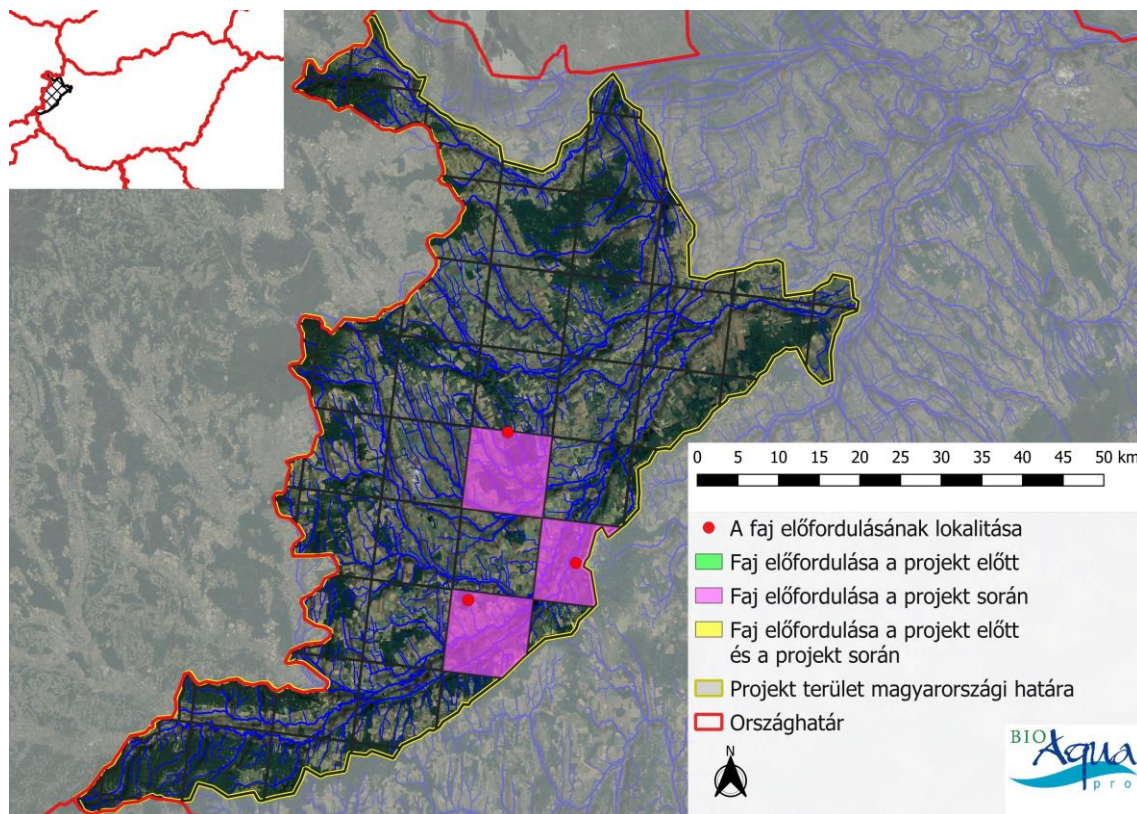 0 5 10 15 20 25 30 35 40 45 50 km
A faj előfordulásának lokalitása
Faj előfordulása a projekt előtt
Faj előfordulása a projekt során
Faj előfordulása a projekt előtt
és a projekt során
Projekt terület magyarországi határa
Országhatár
N
BIO
Aqua
pro